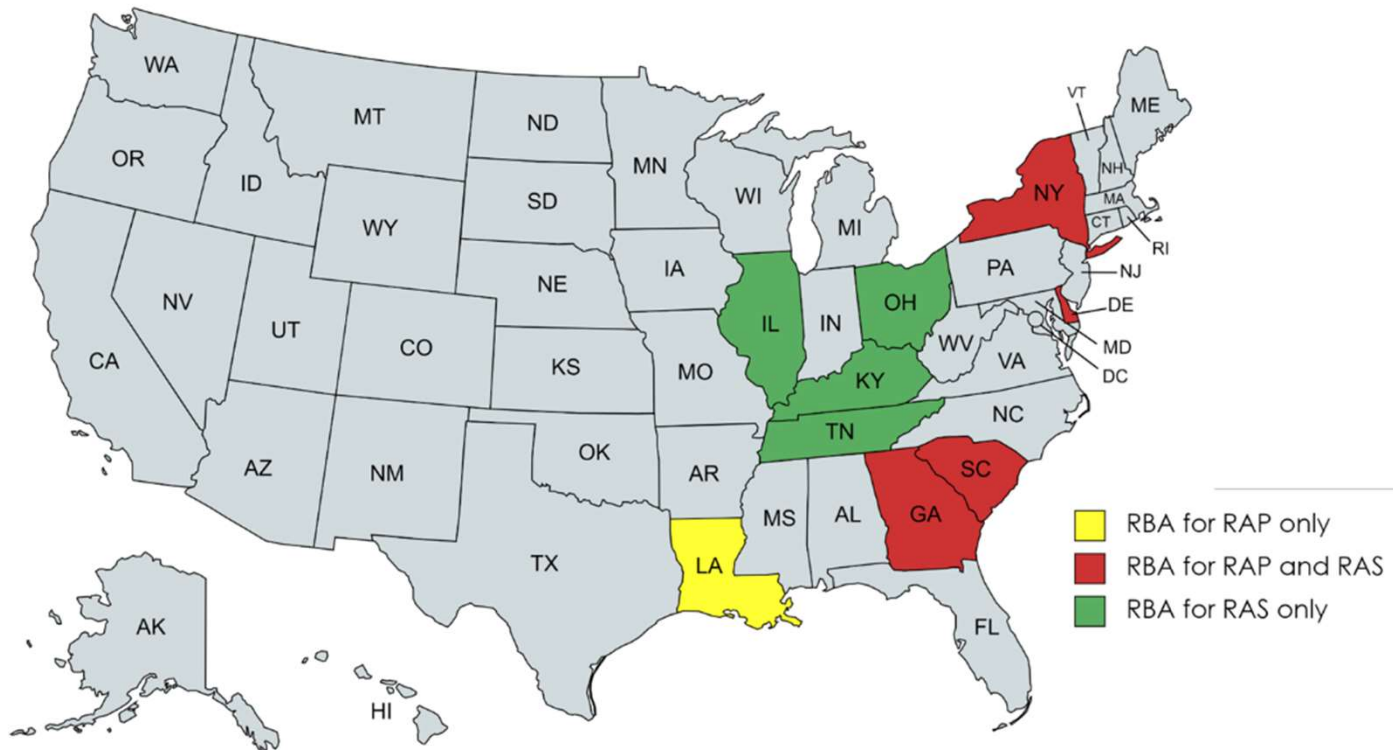 WA
MT
ND
MN
OR
ID
SD
WI
MI
VT
ME
NH
NY
MA
CT
RI
WY
IA
NE
PA
NJ
NV
UT
CO
IL
IN
OH
DE
CA
KS
MO
WV
VA
MD
DC
KY
NC
TN
AZ
NM
OK
AR
SC
MS
AL
GA
RBA for RAP only
TX
LA
RBA for RAP and RAS
RBA for RAS only
AK
FL
HI